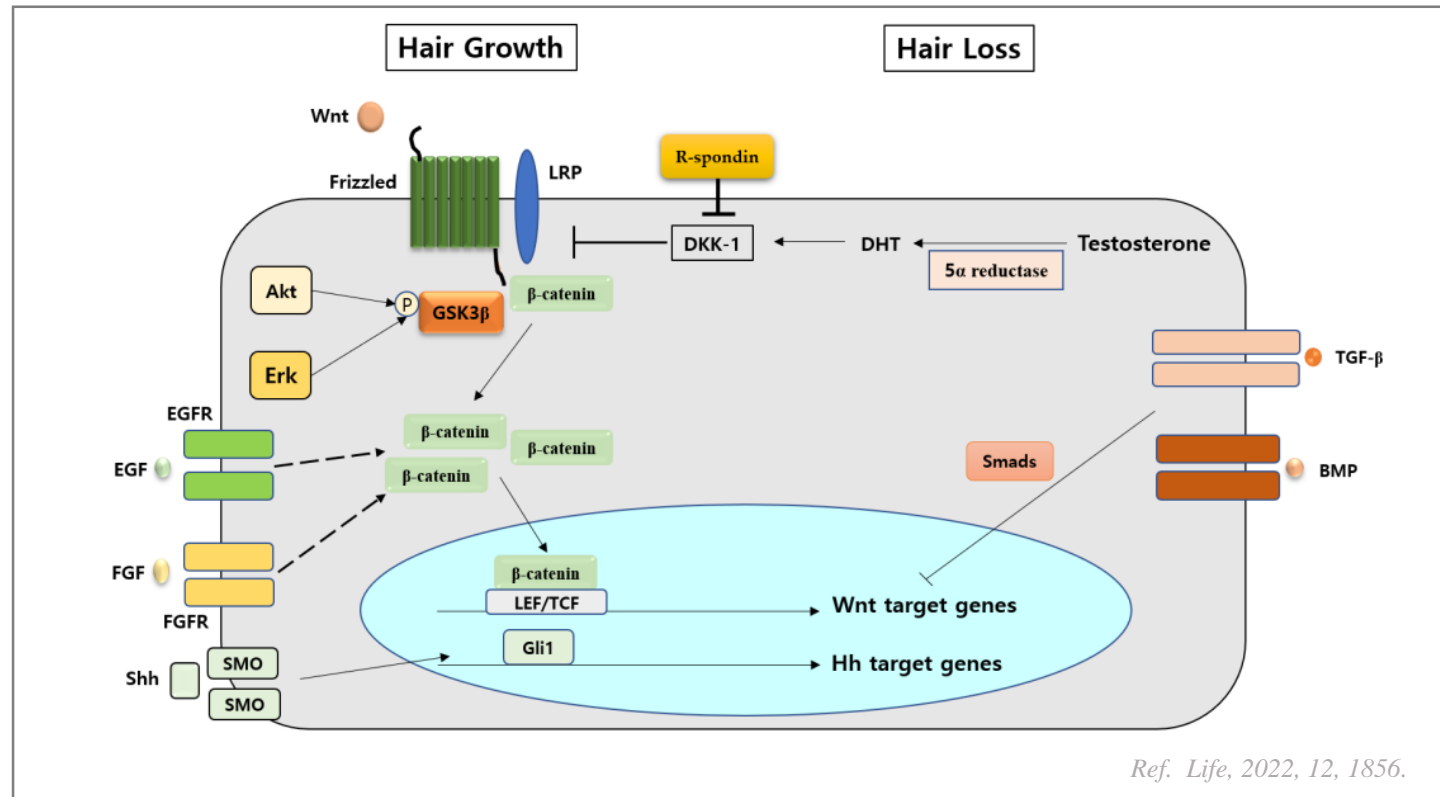 Hair Growth
Hair Loss
Wnt
R-spondin
LRP
Frizzled
DKK-1
DHT
Testosterone
5α reductase
Akt
P
GSK3β
β-catenin
Erk
TGF-β
EGFR
β-catenin
β-catenin
EGF
β-catenin
Smads
BMP
FGF
β-catenin
LEF/TCF
Wnt target genes
FGFR
Gli1
SMO
Hh target genes
Shh
SMO
Ref. Life, 2022, 12, 1856.